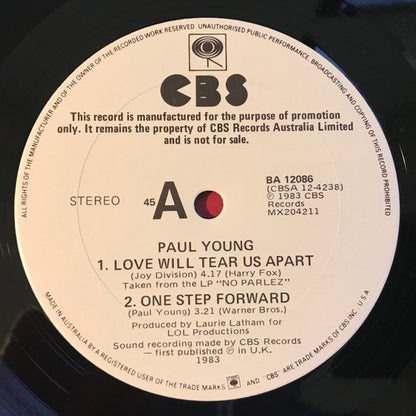 ALL RIGHTS OF THE MANUFACTURER AND OF THE OWNER OF THE RECORDED WORK RESERVED UNAUTHORISED PUBLIC PERFORMANCE, BROADCASTING AND COPYING OF THIS RECORD PROHIBITED
CBS
This record is manufactured for the purpose of promotion
only. It remains the property of CBS Records Australia Limited
and is not for sale.
STEREO 45 A
BA 12086
(CBSA 12-4238)
Ⓟ 1983 CBS
Records
MX204211
PAUL YOUNG
1. LOVE WILL TEAR US APART
(Joy Division) 4.17 (Harry Fox)
Taken from the LP "NO PARLEZ"
2. ONE STEP FORWARD
(Paul Young) 3.21 (Warner Bros.)
Produced by Laurie Latham for
LOL Productions
Sound recording made by CBS Records
— first published Ⓟ in U.K.
1983
MADE IN AUSTRALIA BY A REGISTERED USER OF THE TRADE MARKS AND "CBS" ARE TRADE MARKS OF CBS INC. U S A